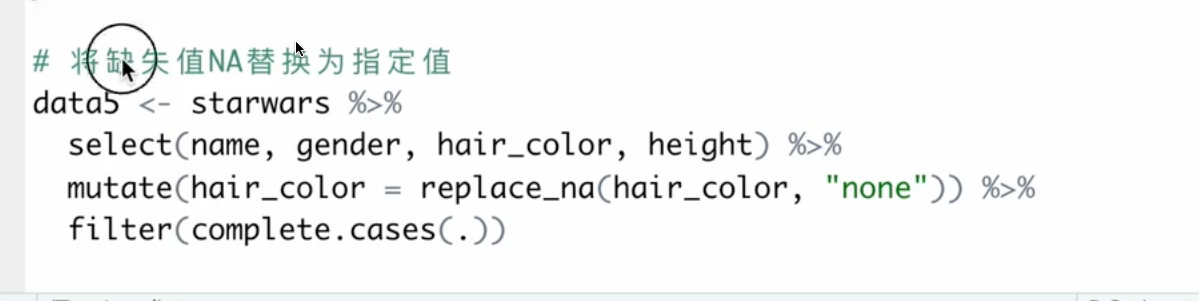 # 将缺失值NA替换为指定值
data5 <- starwars %>%
  select(name, gender, hair_color, height) %>%
  mutate(hair_color = replace_na(hair_color, "none")) %>%
  filter(complete.cases(.))